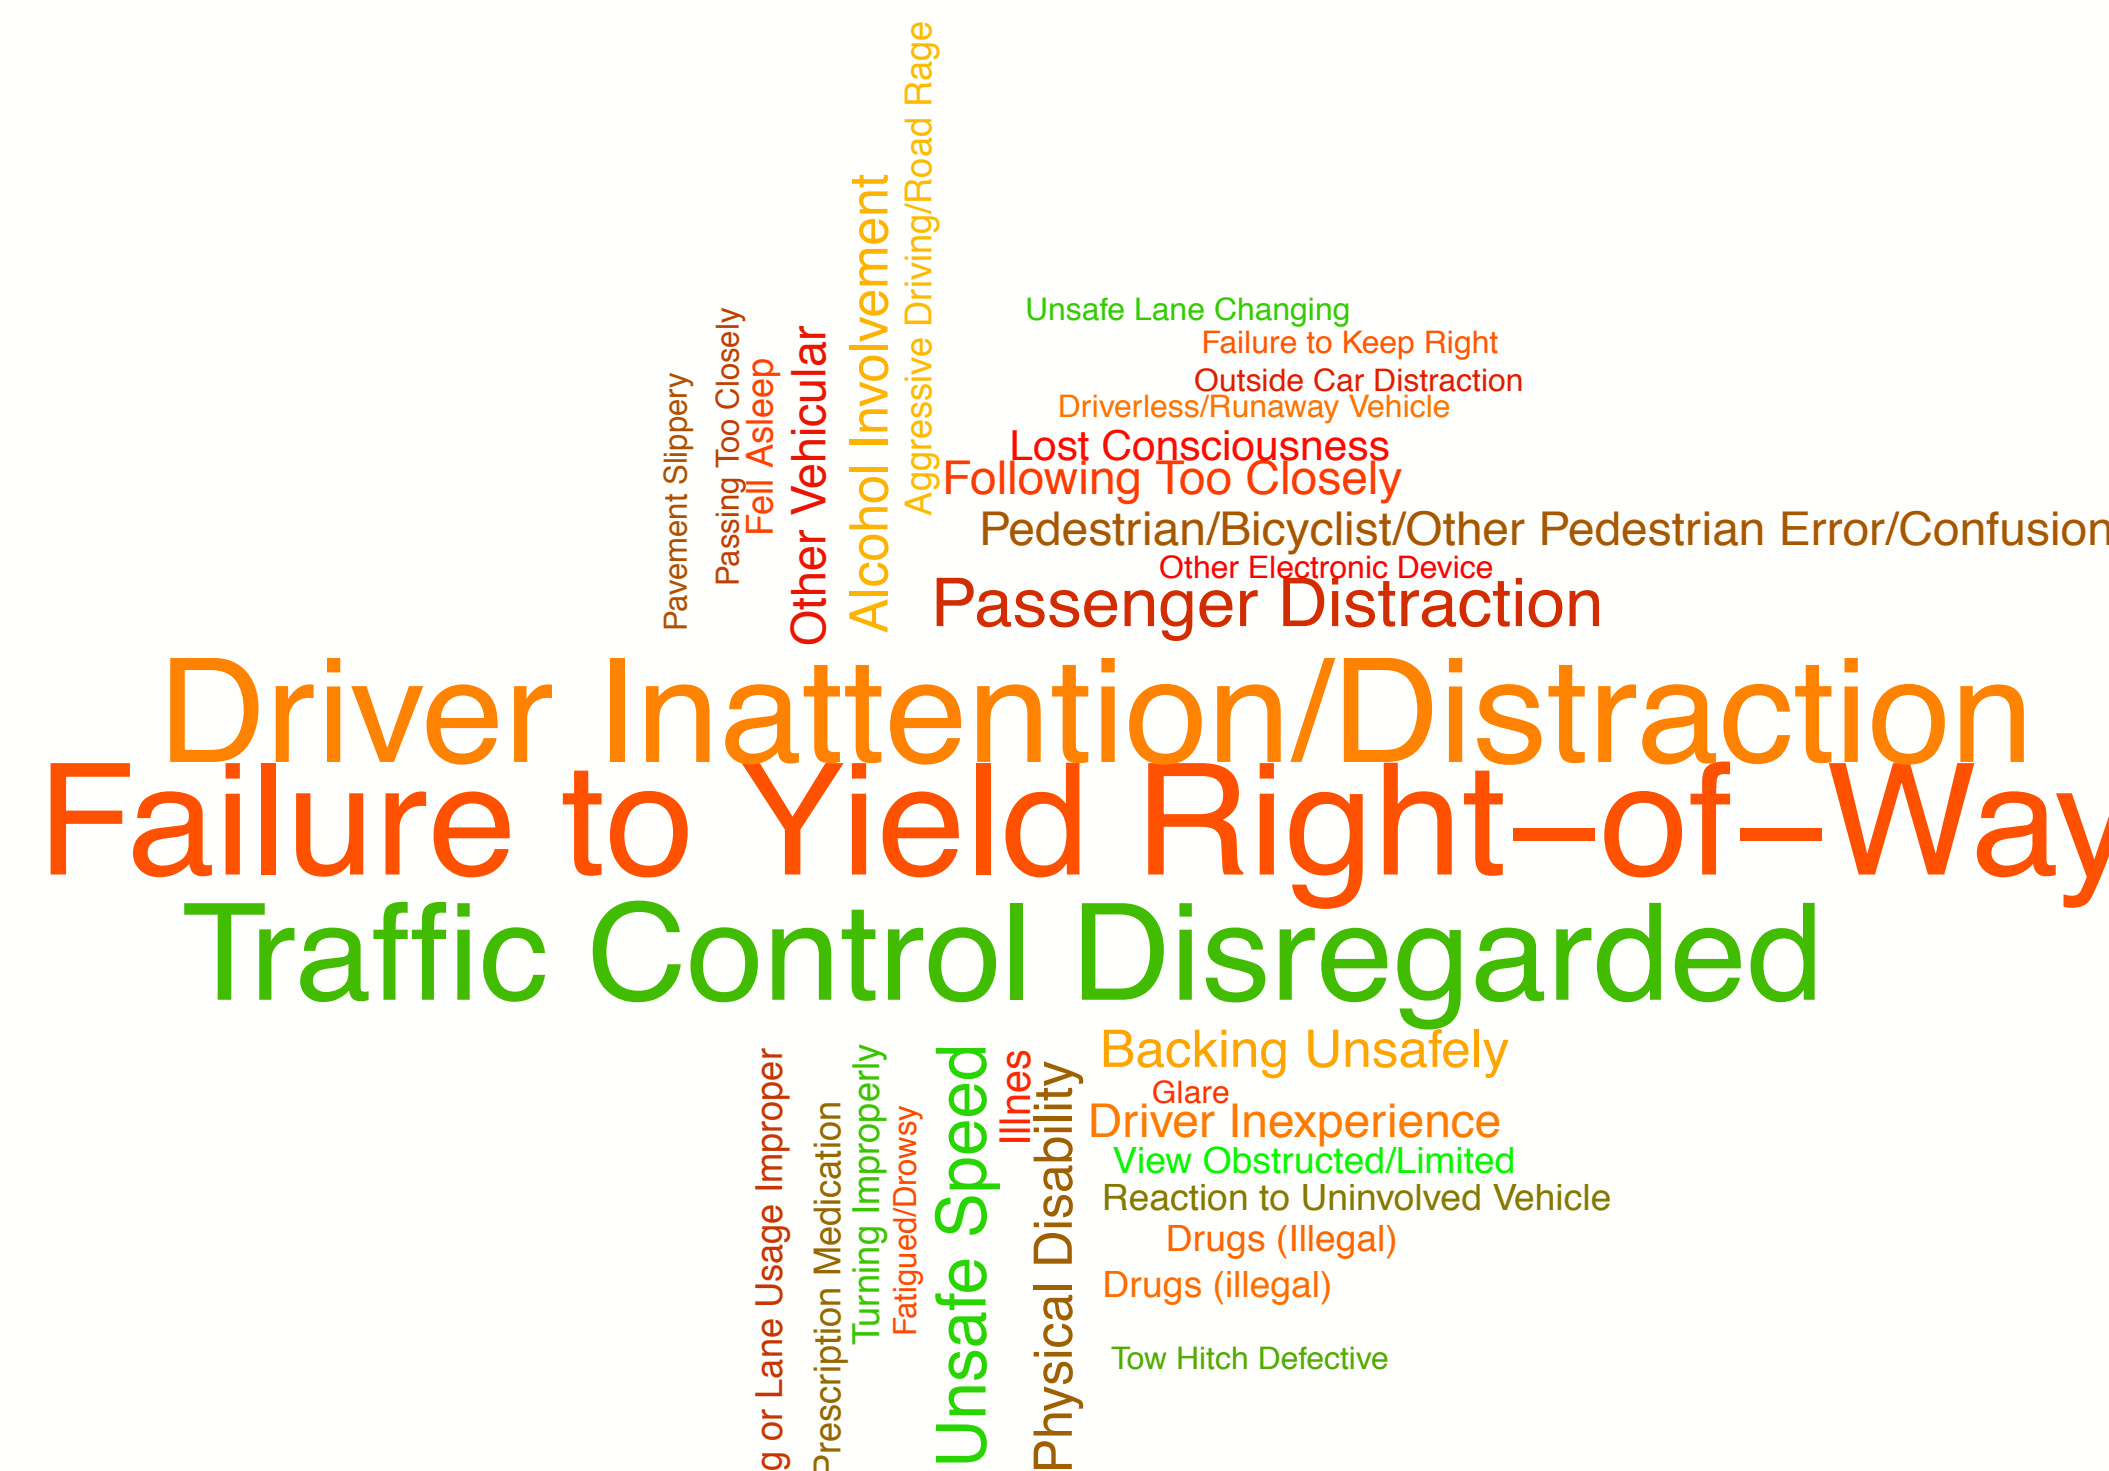 Aggressive Driving/Road Rage
Alcohol Involvement
Unsafe Lane Changing
Passing Too Closely
Other Vehicular
Failure to Keep Right
Fell Asleep
Outside Car Distraction
Pavement Slippery
Driverless/Runaway Vehicle
Lost Consciousness
Following Too Closely
Pedestrian/Bicyclist/Other Pedestrian Error/Confusion
Other Electronic Device
Passenger Distraction
Driver Inattention/Distraction
Failure to Yield Right-of-Way
Traffic Control Disregarded
Backing Unsafely
g or Lane Usage Improper
Prescription Medication
Turning Improperly
Fatigued/Drowsy
Unsafe Speed
Illnes
Physical Disability
Glare
Driver Inexperience
View Obstructed/Limited
Reaction to Uninvolved Vehicle
Drugs (Illegal)
Drugs (illegal)
Tow Hitch Defective